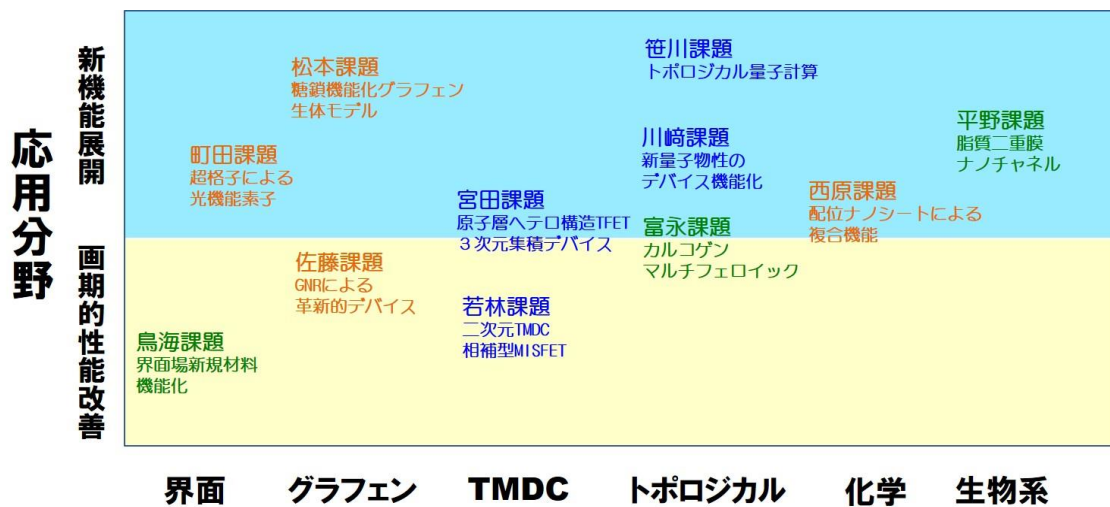 応用分野
新機能展開
画期的性能改善
松本課題
糖鎖機能化グラフェン
生体モデル
笹川課題
トポロジカル量子計算
町田課題
超格子による
光機能素子
川﨑課題
新量子物性の
デバイス機能化
平野課題
脂質二重膜
ナノチャネル
宮田課題
原子層ヘテロ構造TFET
３次元集積デバイス
西原課題
配位ナノシートによる
複合機能
富永課題
カルコゲン
マルチフェロイック
佐藤課題
GNRによる
革新的デバイス
若林課題
二次元TMDC
相補型MISFET
鳥海課題
界面場新規材料
機能化
界面
グラフェン
TMDC
トポロジカル
化学
生物系